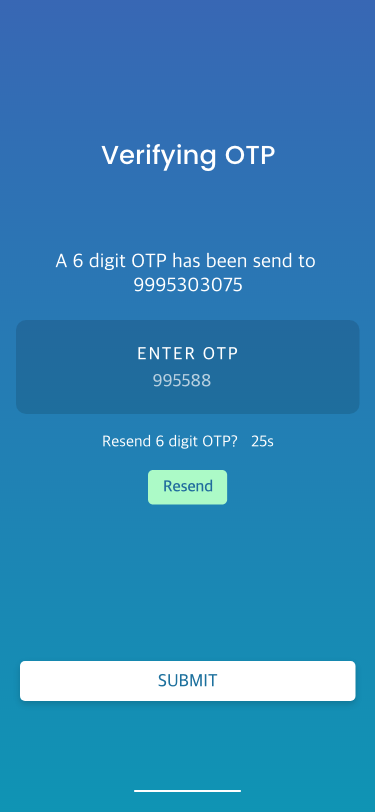 Verifying OTP
A 6 digit OTP has been send to
9995303075
ENTER OTP
995588
Resend 6 digit OTP? 25s
Resend
SUBMIT